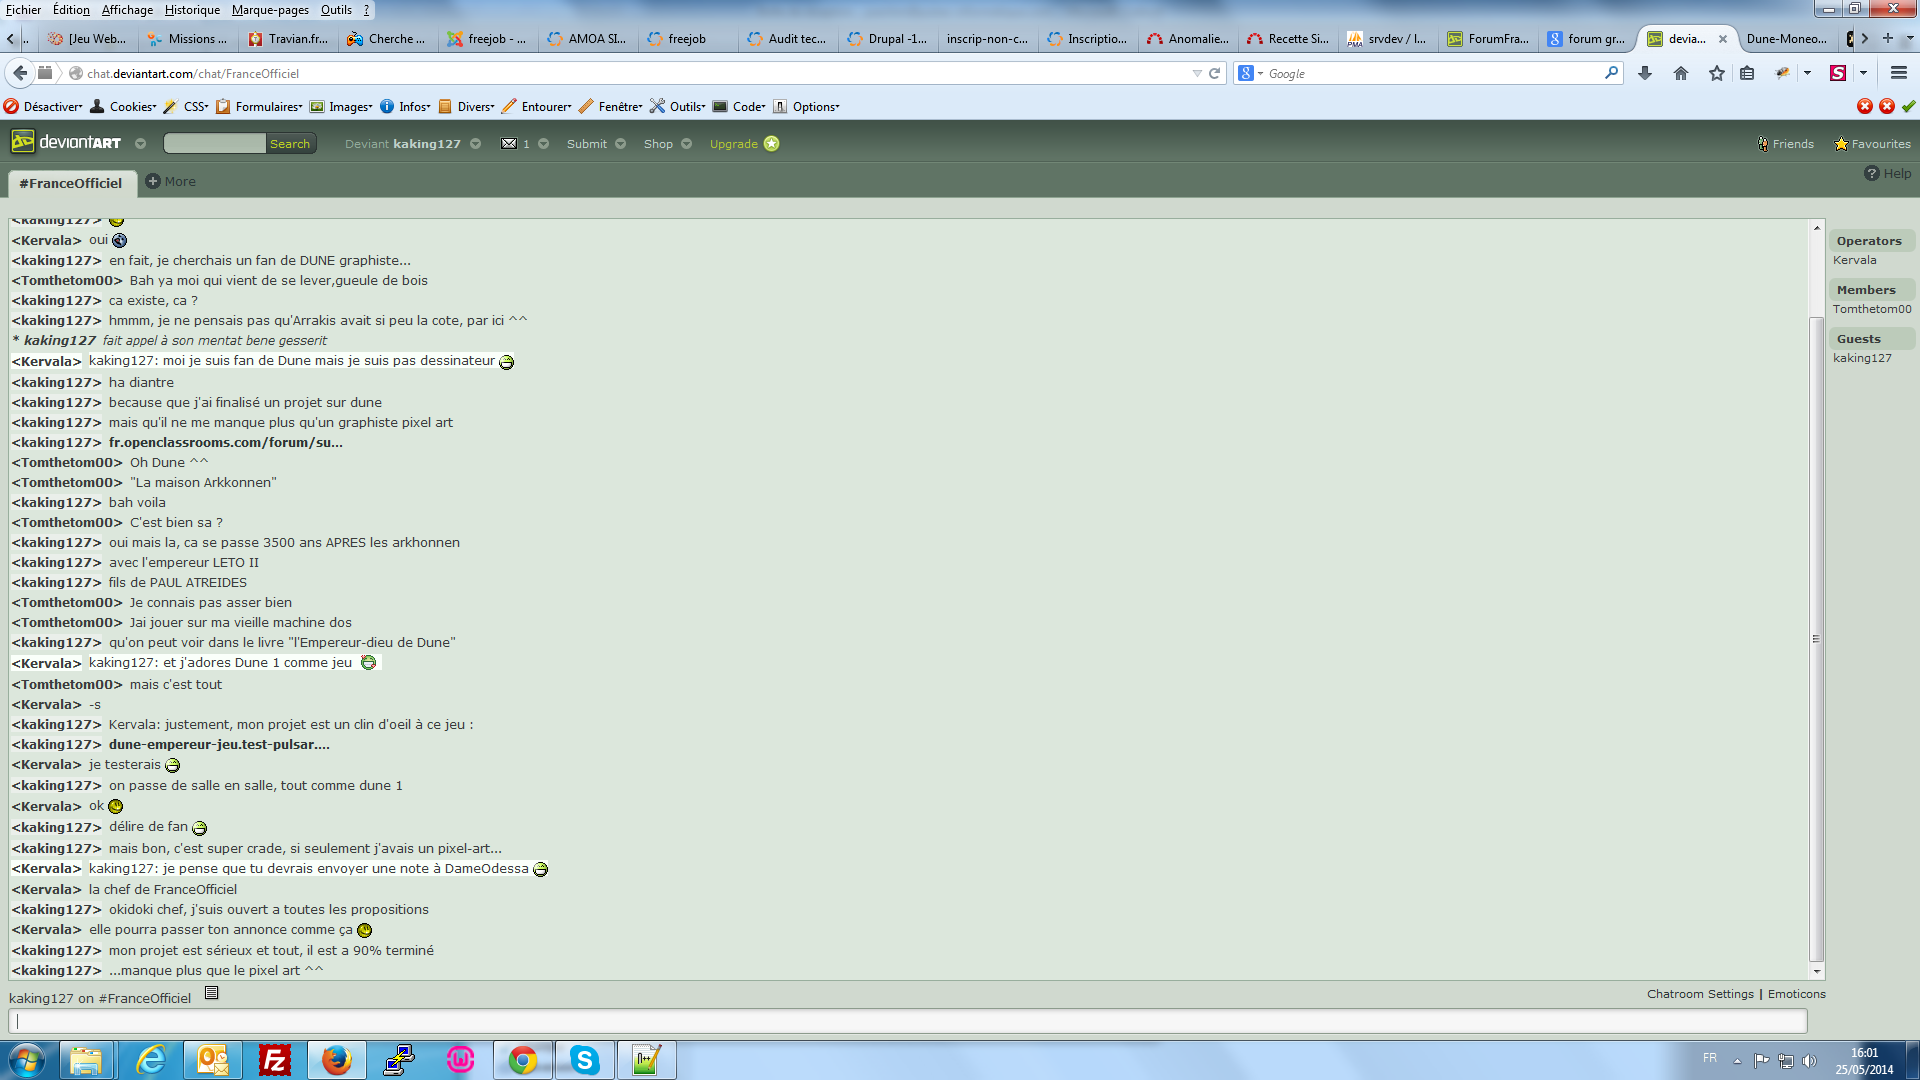 Fichier Édition Affichage Historique Marque-pages Outils ?
.. [Jeu Web... Missions ... Travian.fr... Cherche ... freejob - ... AMOA SI... freejob Audit tec... Drupal -1... inscrip-non-c... Inscriptio... Anomalie... Recette Si... srvdev / l... ForumFra... forum gr... devia... Dune-Moneo...
chat.deviantart.com/chat/FranceOfficiel Google
Désactiver Cookies CSS Formulaires Images Infos Divers Entourer Fenêtre Outils Code Options
deviantART Search Deviant kaking127 1 Submit Shop Upgrade Friends Favourites
#FranceOfficiel More Help
<kaking127>
<Kervala> oui
<kaking127> en fait, je cherchais un fan de DUNE graphiste...
<Tomthetom00> Bah ya moi qui vient de se lever,gueule de bois
<kaking127> ca existe, ca ?
<kaking127> hmmm, je ne pensais pas qu'Arrakis avait si peu la cote, par ici ^^
* kaking127 fait appel à son mentat bene gesserit
<Kervala> kaking127: moi je suis fan de Dune mais je suis pas dessinateur
<kaking127> ha diantre
<kaking127> because que j'ai finalisé un projet sur dune
<kaking127> mais qu'il ne me manque plus qu'un graphiste pixel art
<kaking127> fr.openclassrooms.com/forum/su...
<Tomthetom00> Oh Dune ^^
<Tomthetom00> "La maison Arkkonnen"
<kaking127> bah voila
<Tomthetom00> C'est bien sa ?
<kaking127> oui mais la, ca se passe 3500 ans APRES les arkhonnen
<kaking127> avec l'empereur LETO II
<kaking127> fils de PAUL ATREIDES
<Tomthetom00> Je connais pas asser bien
<Tomthetom00> Jai jouer sur ma vieille machine dos
<kaking127> qu'on peut voir dans le livre "l'Empereur-dieu de Dune"
<Kervala> kaking127: et j'adores Dune 1 comme jeu
<Tomthetom00> mais c'est tout
<Kervala> -s
<kaking127> Kervala: justement, mon projet est un clin d'oeil à ce jeu :
<kaking127> dune-empereur-jeu.test-pulsar....
<Kervala> je testerais
<kaking127> on passe de salle en salle, tout comme dune 1
<Kervala> ok
<kaking127> délire de fan
<kaking127> mais bon, c'est super crade, si seulement j'avais un pixel-art...
<Kervala> kaking127: je pense que tu devrais envoyer une note à DameOdessa
<Kervala> la chef de FranceOfficiel
<kaking127> okidoki chef, j'suis ouvert a toutes les propositions
<Kervala> elle pourra passer ton annonce comme ça
<kaking127> mon projet est sérieux et tout, il est a 90% terminé
<kaking127> ...manque plus que le pixel art ^^
Operators
Kervala
Members
Tomthetom00
Guests
kaking127
kaking127 on #FranceOfficiel Chatroom Settings | Emoticons
FR 16:01
25/05/2014